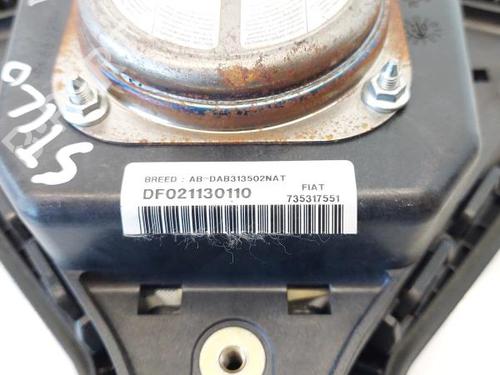 STILO
BREED : AB-DAB313502NAT
FIAT
DF021130110
735317551